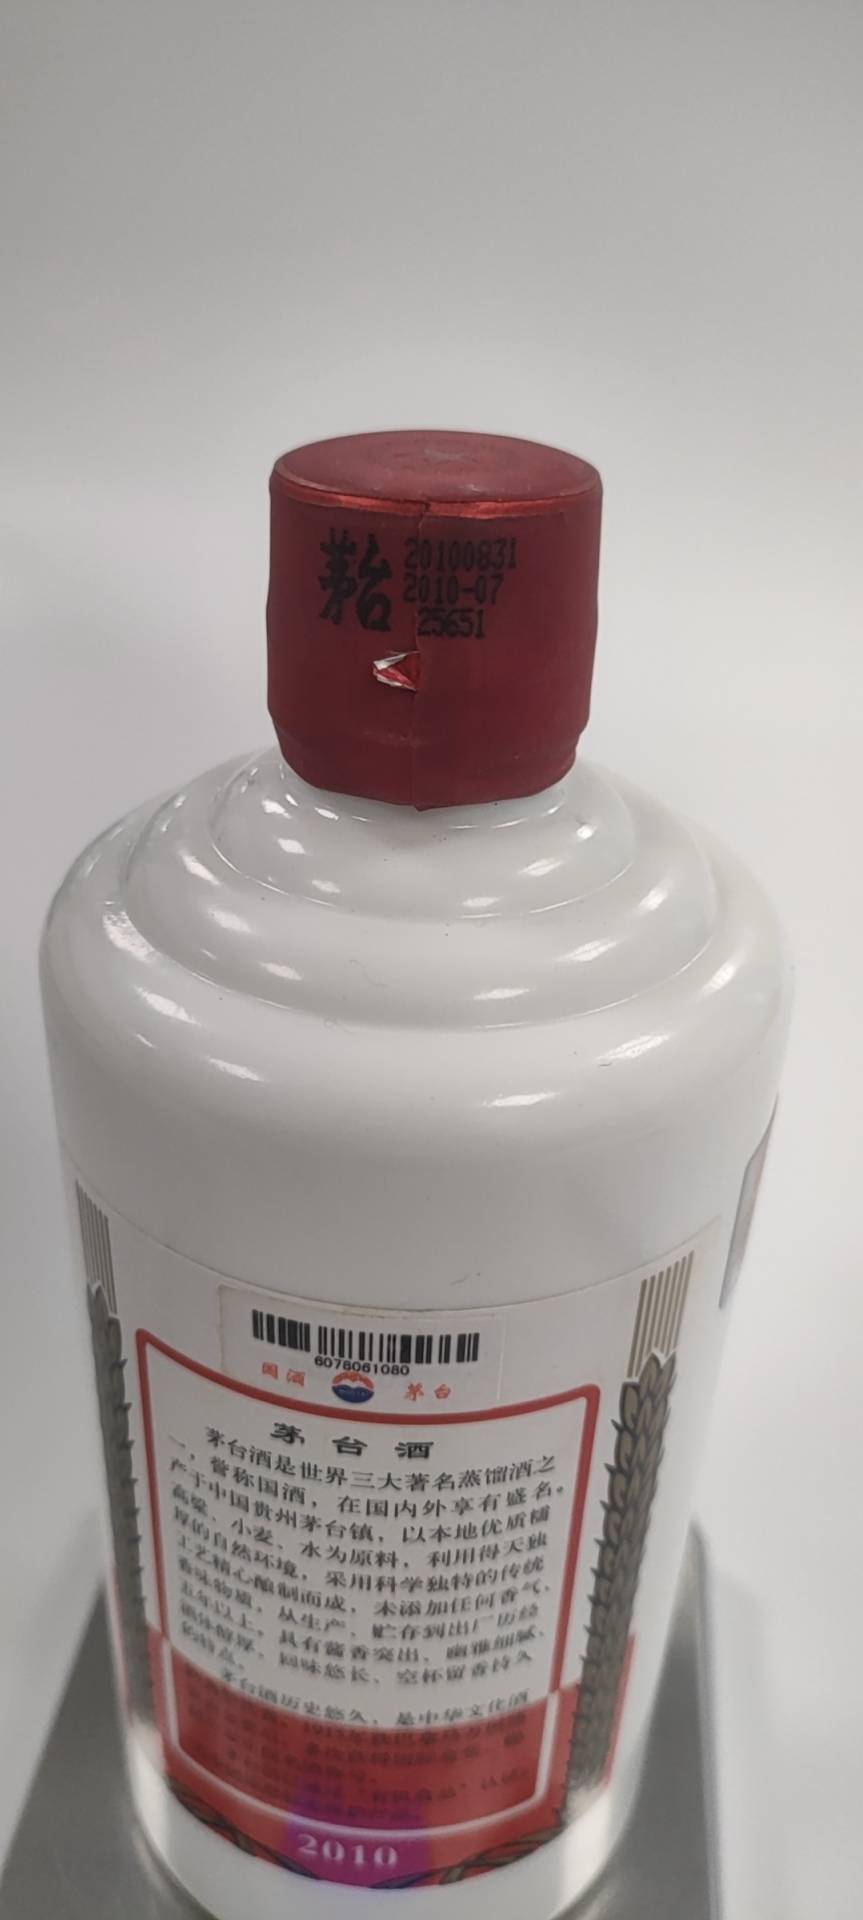 茅台
20100831
2010-07
25651
6078061080
国酒 茅台
茅台酒
茅台酒是世界三大著名蒸馏酒之
一，誉称国酒，在国内外享有盛名。
产于中国贵州茅台镇，以本地优质糯
高粱、小麦、水为原料，利用得天独
厚的自然环境，采用科学独特的传统
工艺精心酿制而成，未添加任何香气、
香味物质，从生产、贮存到出厂历经
五年以上，具有酱香突出、幽雅细腻、
酒体醇厚、回味悠长、空杯留香持久
的特点。
茅台酒历史悠久，是中华文化酒
2010